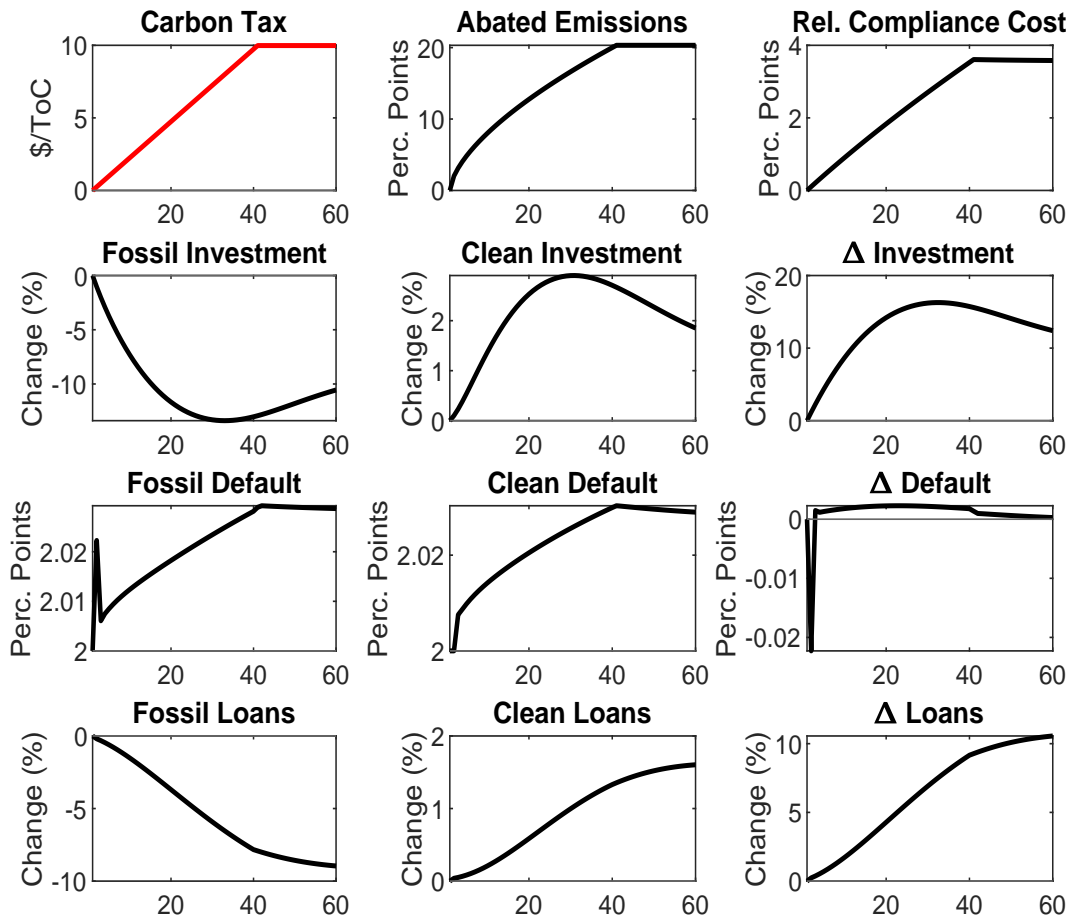 Carbon Tax
$/ToC
10
5
0
20
40
60
Abated Emissions
Perc. Points
20
10
0
20
40
60
Rel. Compliance Cost
Perc. Points
4
2
0
20
40
60
Fossil Investment
Change (%)
0
-5
-10
20
40
60
Clean Investment
Change (%)
2
1
0
20
40
60
Δ Investment
Change (%)
20
10
0
20
40
60
Fossil Default
Perc. Points
2.02
2.01
2
20
40
60
Clean Default
Perc. Points
2.02
2
20
40
60
Δ Default
Perc. Points
0
-0.01
-0.02
20
40
60
Fossil Loans
Change (%)
0
-5
-10
20
40
60
Clean Loans
Change (%)
2
1
0
20
40
60
Δ Loans
Change (%)
10
5
0
20
40
60